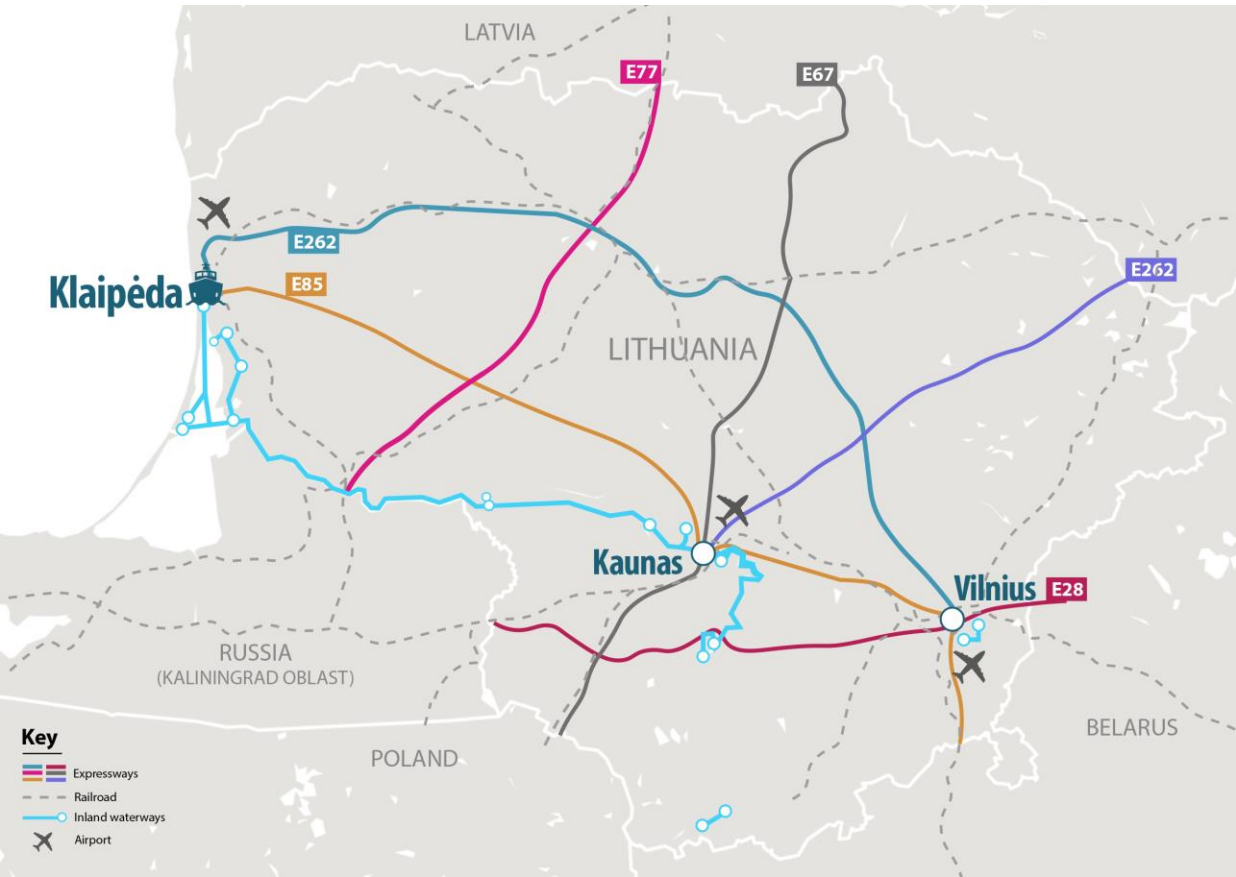 LATVIA
E77
E67
E262
E262
E85
Klaipėda
LITHUANIA
Kaunas
Vilnius
E28
RUSSIA
(KALININGRAD OBLAST)
BELARUS
POLAND
Key
Expressways
Railroad
Inland waterways
Airport